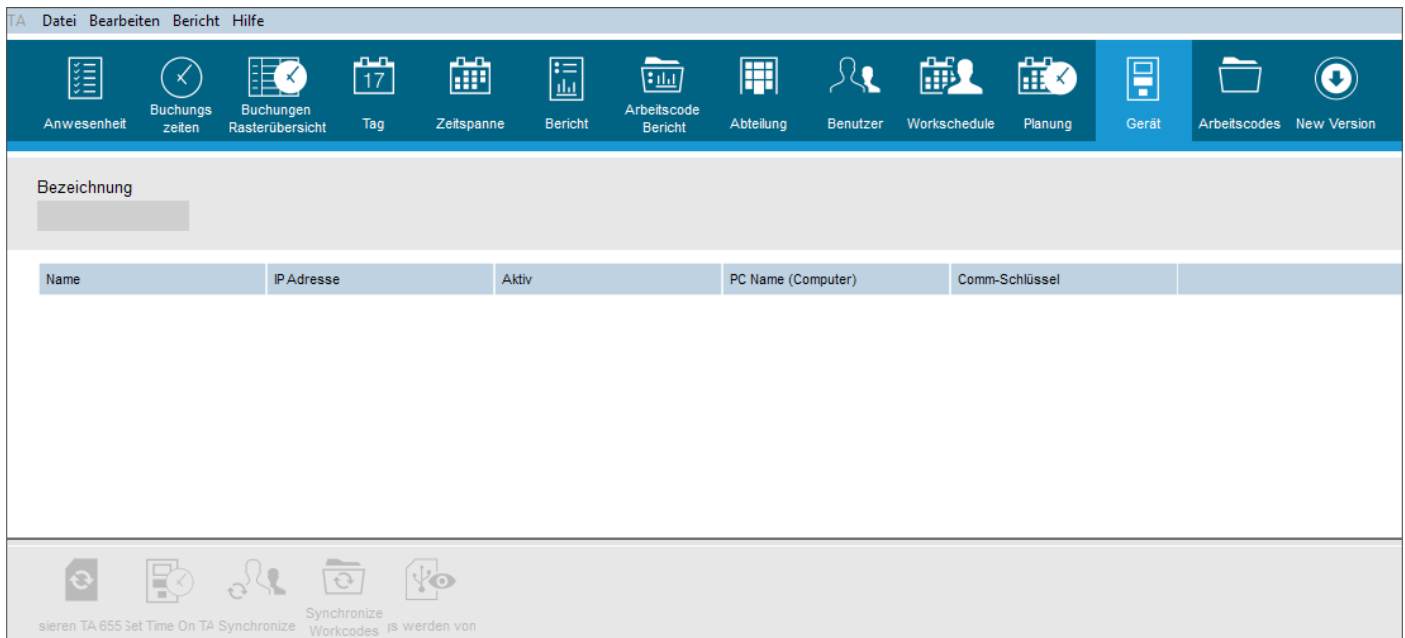 TA Datei Bearbeiten Bericht Hilfe
17
Anwesenheit
Buchungs
zeiten
Buchungen
Rasterübersicht
Tag
Zeitspanne
Bericht
Arbeitscode
Bericht
Abteilung
Benutzer
Workschedule
Planung
Gerät
Arbeitscodes
New Version
Bezeichnung
Name IP Adresse Aktiv PC Name (Computer) Comm-Schlüssel
sieren TA 655
Set Time On TA
Synchronize
Synchronize
Workcodes
werden von